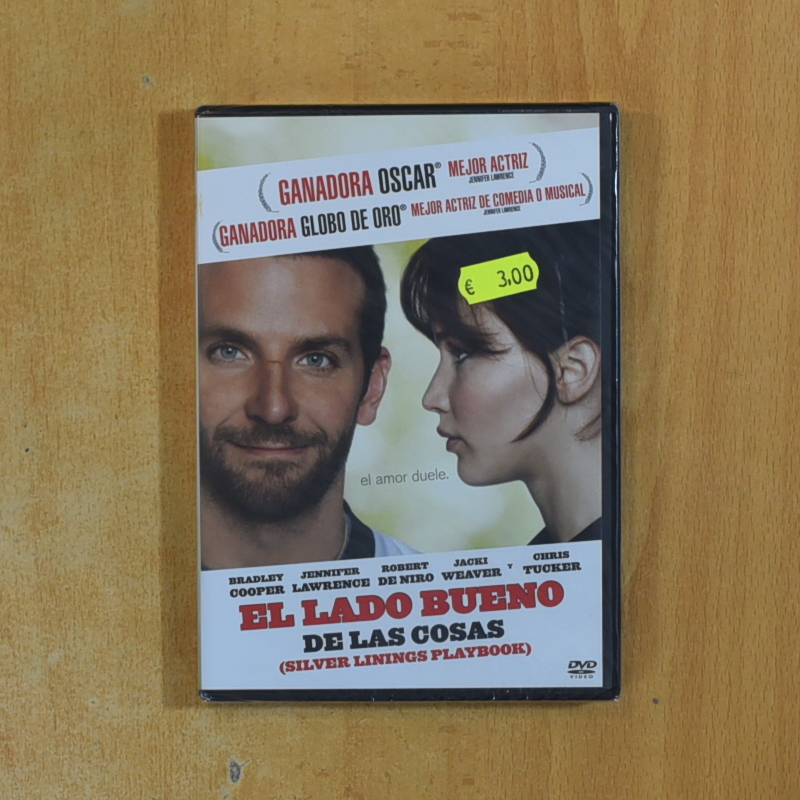 GANADORA OSCAR® MEJOR ACTRIZ
JENNIFER LAWRENCE
GANADORA GLOBO DE ORO® MEJOR ACTRIZ DE COMEDIA O MUSICAL
JENNIFER LAWRENCE
€ 3,00
el amor duele.
BRADLEY COOPER JENNIFER LAWRENCE ROBERT DE NIRO JACKI WEAVER Y CHRIS TUCKER
EL LADO BUENO
DE LAS COSAS
(SILVER LININGS PLAYBOOK)
DVD
VIDEO